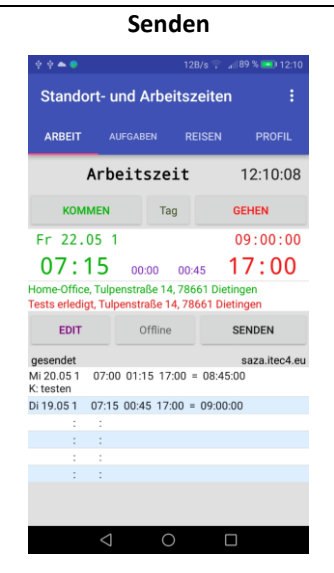 Senden
12B/s 89 % 12:10
Standort- und Arbeitszeiten
ARBEIT AUFGABEN REISEN PROFIL
Arbeitszeit 12:10:08
KOMMEN Tag GEHEN
Fr 22.05 1 09:00:00
07:15 00:00 00:45 17:00
Home-Office, Tulpenstraße 14, 78661 Dietingen
Tests erledigt, Tulpenstraße 14, 78661 Dietingen
EDIT Offline SENDEN
gesendet saza.itec4.eu
Mi 20.05 1 07:00 01:15 17:00 = 08:45:00
K: testen
Di 19.05 1 07:15 00:45 17:00 = 09:00:00
: :
: :
: :
: :